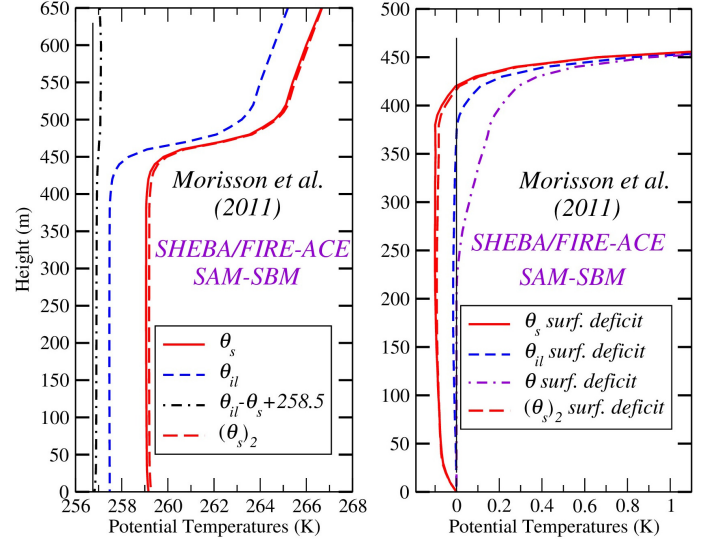 650
600
550
500
450
400
350
300
250
200
150
100
50
0
Height (m)
256 258 260 262 264 266 268
Potential Temperatures (K)
Morisson et al.
(2011)
SHEBA/FIRE-ACE
SAM-SBM
θs
θil
θil-θs+258.5
(θs)2
500
450
400
350
300
250
200
150
100
50
0
0 0.2 0.4 0.6 0.8 1
Potential Temperatures (K)
Morisson et al.
(2011)
SHEBA/FIRE-ACE
SAM-SBM
θs surf. deficit
θil surf. deficit
θ surf. deficit
(θs)2 surf. deficit